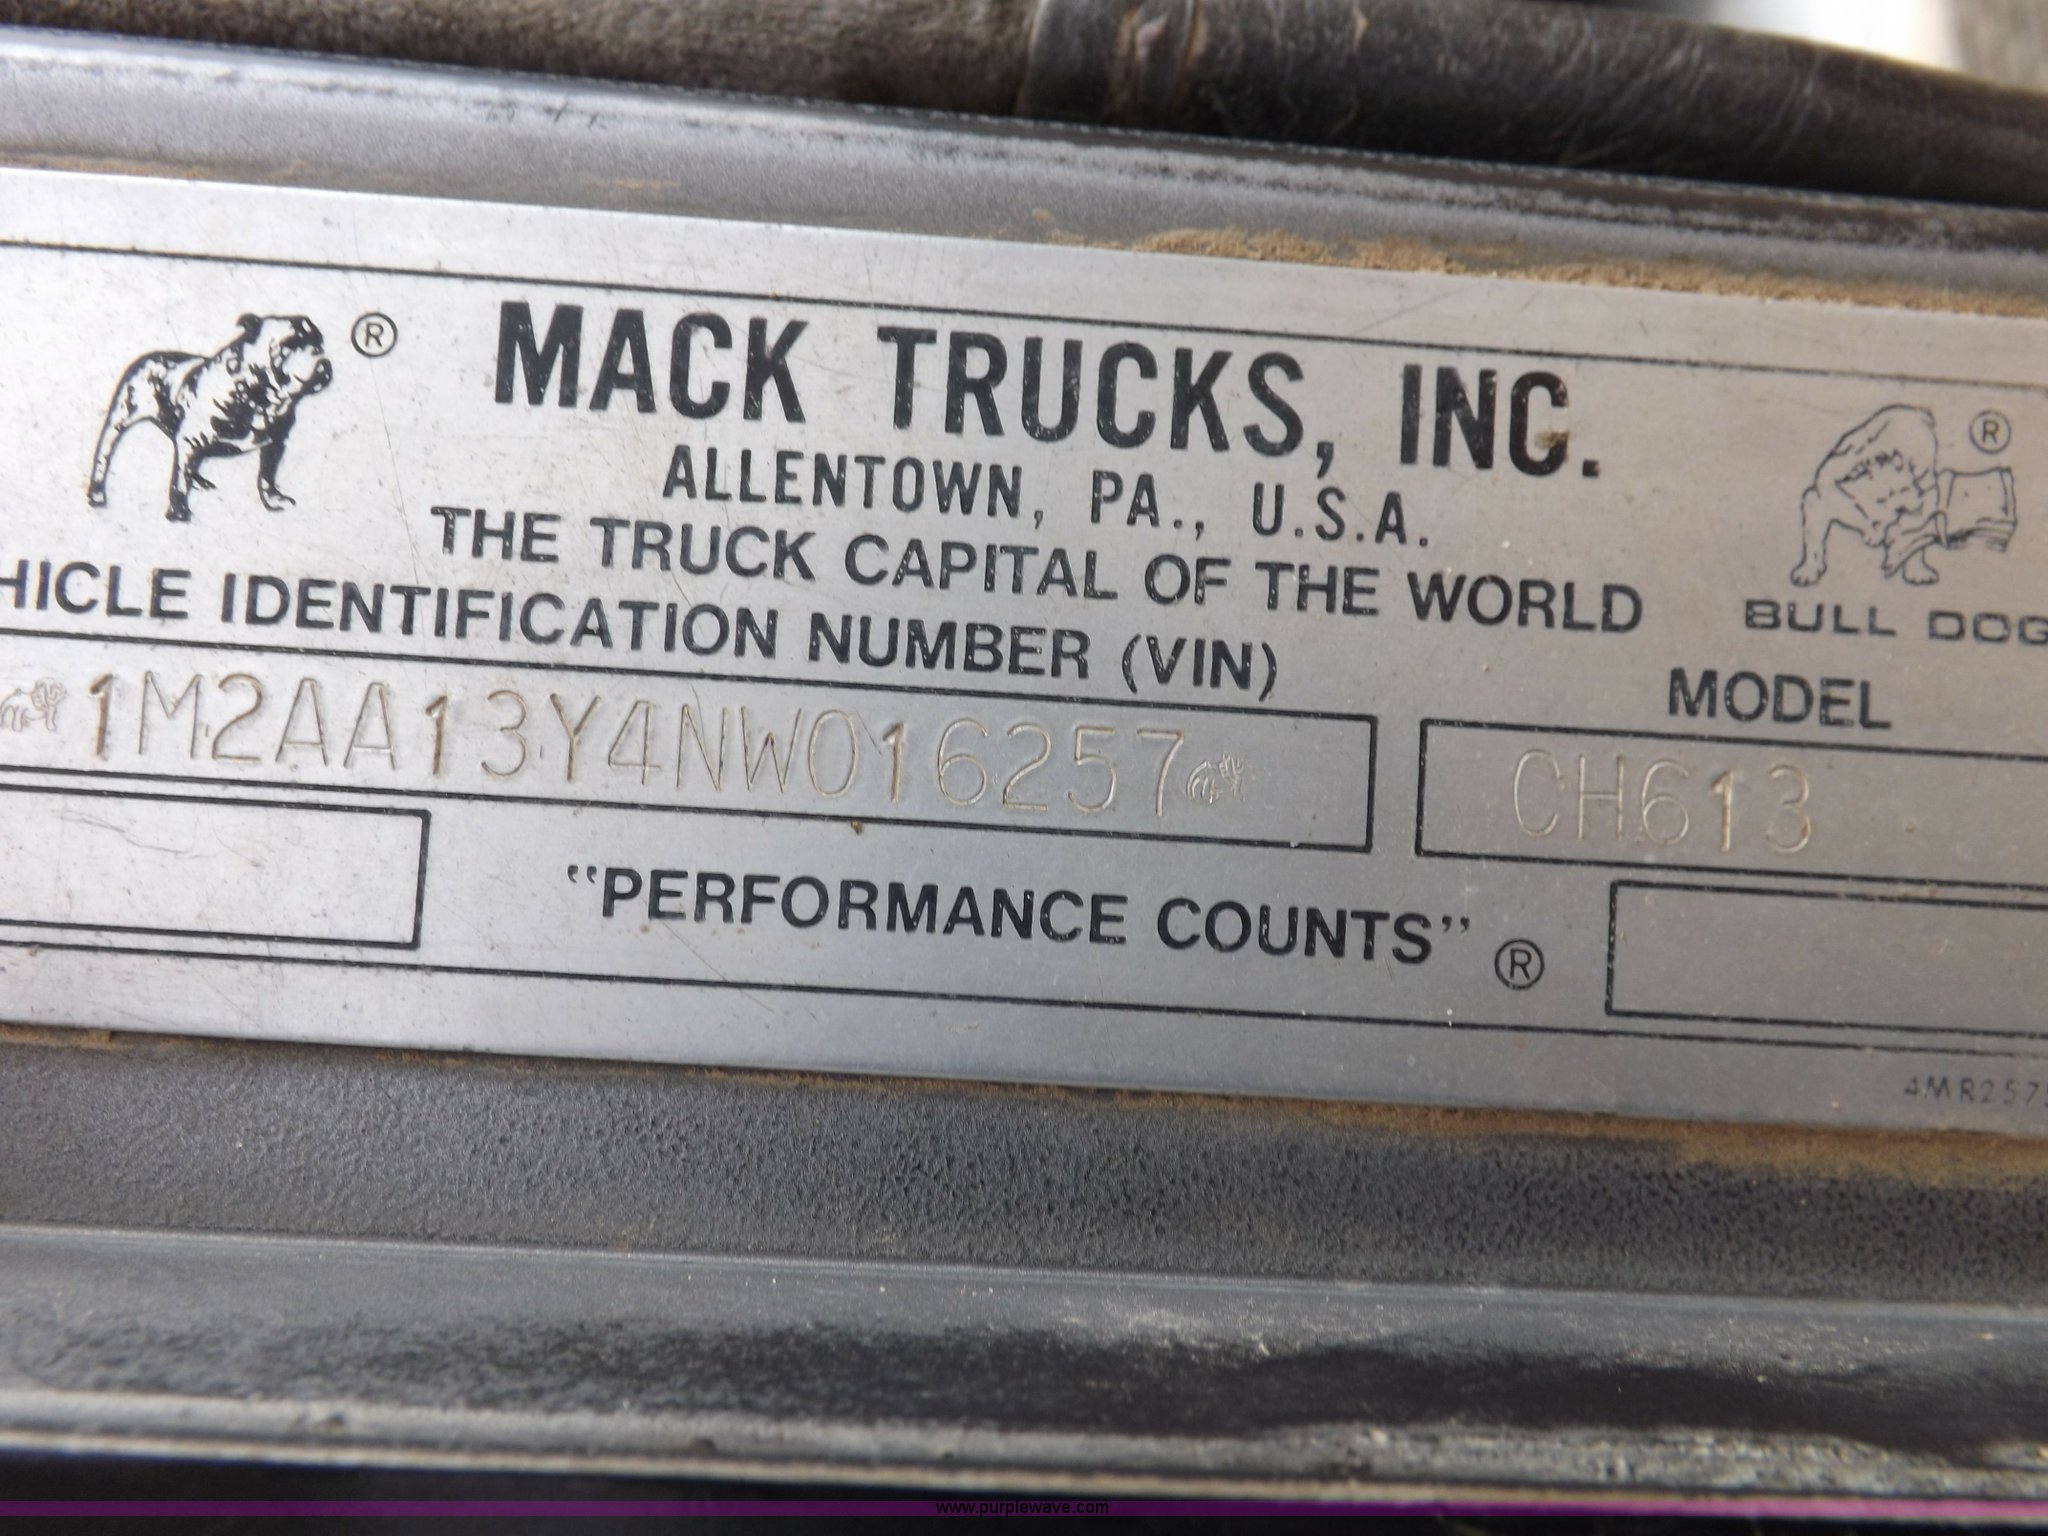 ® MACK TRUCKS, INC. ®
ALLENTOWN, PA., U.S.A.
THE TRUCK CAPITAL OF THE WORLD
BULL DOG
HICLE IDENTIFICATION NUMBER (VIN)
MODEL
1M2AA13Y4NW016257
CH613
"PERFORMANCE COUNTS" ®
4MR257
www.purplewave.com